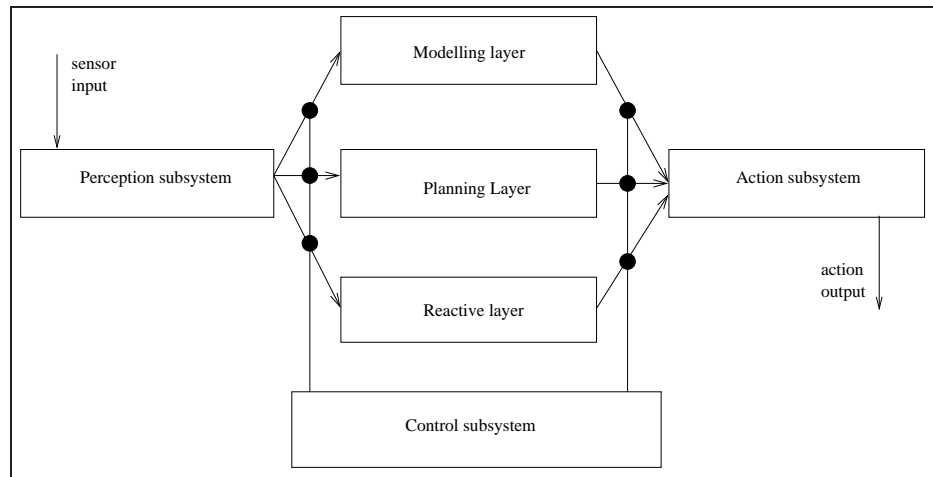 Modelling layer
sensor
input
Perception subsystem
Planning Layer
Action subsystem
action
output
Reactive layer
Control subsystem